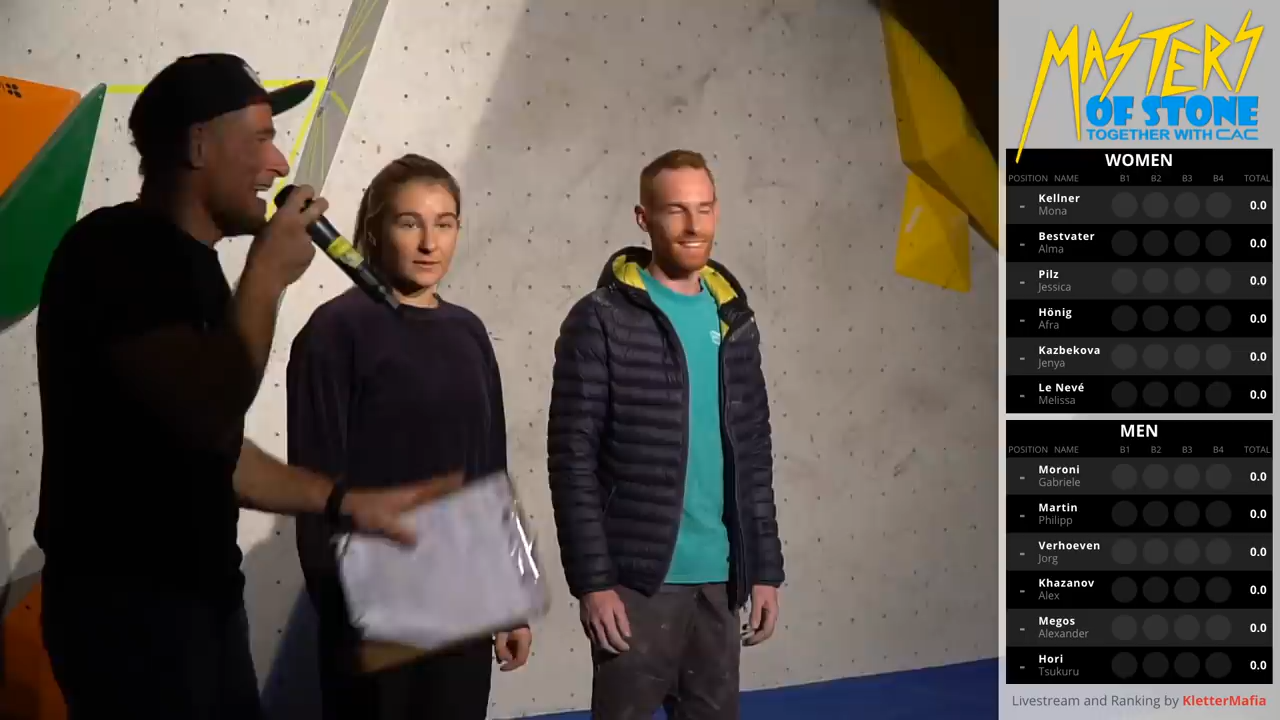 MASTERS
OF STONE
TOGETHER WITH CAC
WOMEN
POSITION NAME B1 B2 B3 B4 TOTAL
- Kellner 0.0
Mona
- Bestvater 0.0
Alma
- Pilz 0.0
Jessica
- Hönig 0.0
Afra
- Kazbekova 0.0
Jenya
- Le Nevé 0.0
Melissa
MEN
POSITION NAME B1 B2 B3 B4 TOTAL
- Moroni 0.0
Gabriele
- Martin 0.0
Philipp
- Verhoeven 0.0
Jorg
- Khazanov 0.0
Alex
- Megos 0.0
Alexander
- Hori 0.0
Tsukuru
Livestream and Ranking by KletterMafia